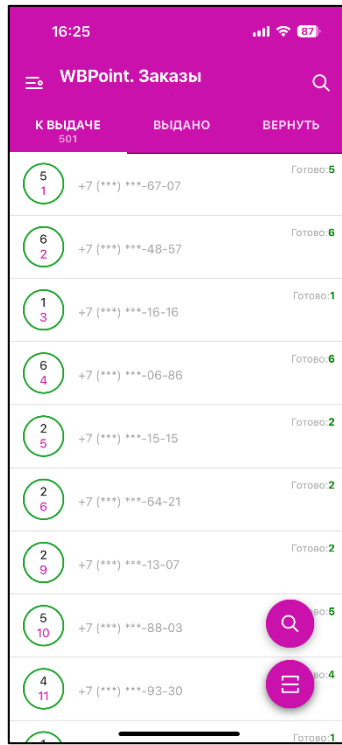 16:25
87
WBPoint. Заказы
К ВЫДАЧЕ ВЫДАНО ВЕРНУТЬ
501
Готово:5
5
1
+7 (***) ***-67-07
Готово:6
6
2
+7 (***) ***-48-57
Готово:1
1
3
+7 (***) ***-16-16
Готово:6
6
4
+7 (***) ***-06-86
Готово:2
2
5
+7 (***) ***-15-15
Готово:2
2
6
+7 (***) ***-64-21
Готово:2
2
9
+7 (***) ***-13-07
во:5
5
10
+7 (***) ***-88-03
во:4
4
11
+7 (***) ***-93-30
Готово:1